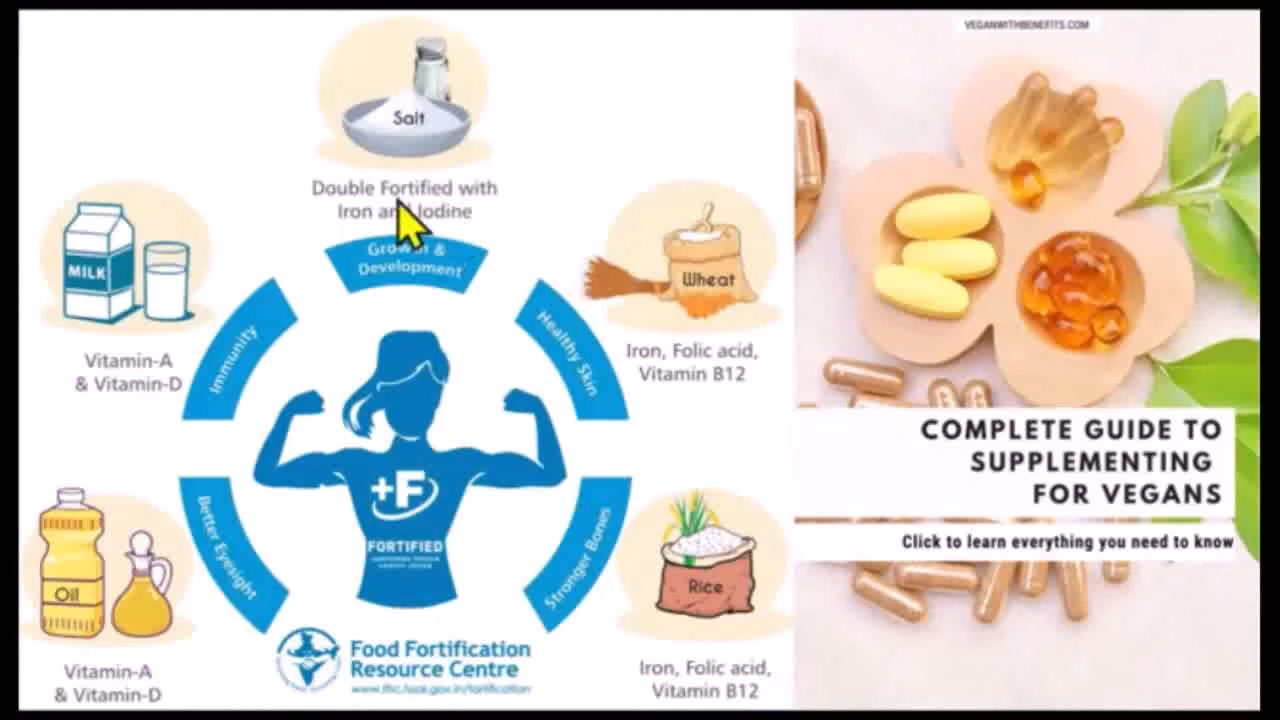 Salt
Double Fortified with
Iron and Iodine
Growth &
Development
MILK
Vitamin-A
& Vitamin-D
Immunity
Healthy Skin
Wheat
Iron, Folic acid,
Vitamin B12
+F
FORTIFIED
Better Eyesight
Stronger Bones
Oil
Vitamin-A
& Vitamin-D
Rice
Iron, Folic acid,
Vitamin B12
Food Fortification
Resource Centre
VEGANWITHBENEFITS.COM
COMPLETE GUIDE TO
SUPPLEMENTING
FOR VEGANS
Click to learn everything you need to know